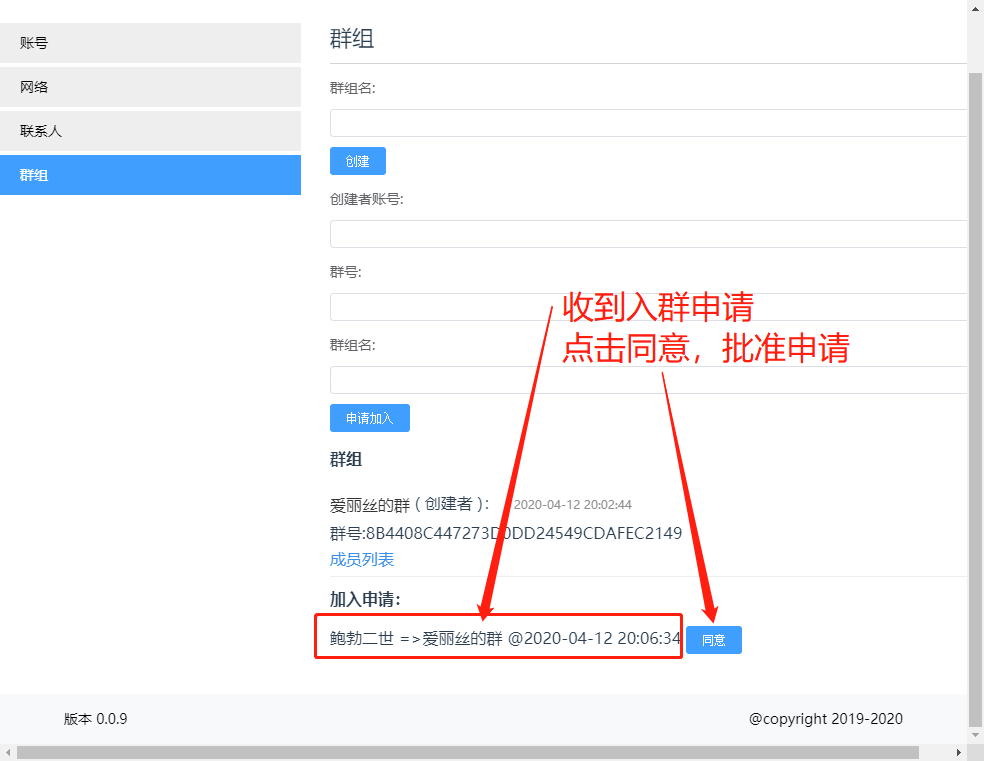 账号
网络
联系人
群组
群组
群组名:
创建
创建者账号:
群号:
收到入群申请
点击同意，批准申请
群组名:
申请加入
群组
爱丽丝的群 ( 创建者 ) : 2020-04-12 20:02:44
群号:8B4408C447273D0DD24549CDAFEC2149
成员列表
加入申请:
鲍勃二世 =>爱丽丝的群 @2020-04-12 20:06:34
同意
版本 0.0.9
@copyright 2019-2020